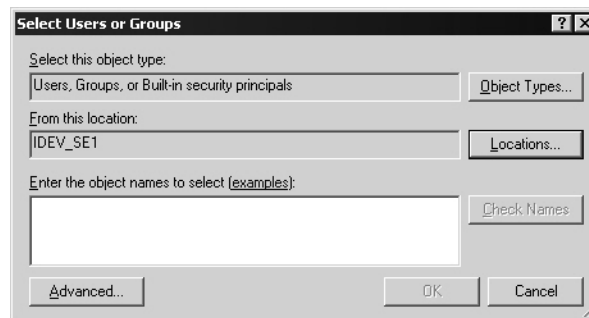 Select Users or Groups
Select this object type:
Users, Groups, or Built-in security principals
Object Types...
From this location:
IDEV_SE1
Locations...
Enter the object names to select (examples):
Check Names
Advanced...
OK
Cancel